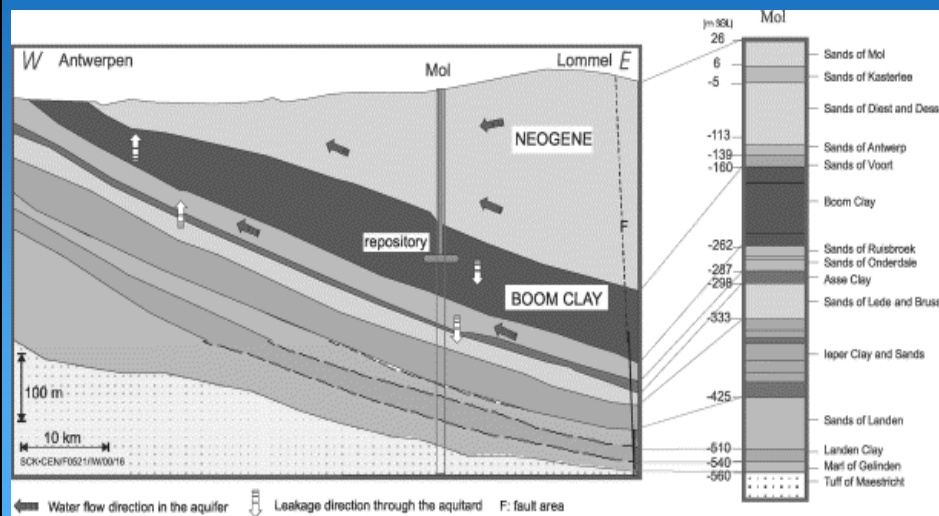 Mol
(m SGL)
W Antwerpen
Mol
Lommel E
NEOGENE
repository
BOOM CLAY
F
100 m
10 km
SCK•CEN/F0521/IW/00/16
26
6
-5
-113
-139
-160
-262
-287
-298
-333
-425
-510
-540
-560
Sands of Mol
Sands of Kasterlee
Sands of Diest and Dess
Sands of Antwerp
Sands of Voort
Boom Clay
Sands of Ruisbroek
Sands of Onderdale
Asse Clay
Sands of Lede and Bruss
Ieper Clay and Sands
Sands of Landen
Landen Clay
Marl of Gelinden
Tuff of Maestricht
Water flow direction in the aquifer Leakage direction through the aquitard F: fault area